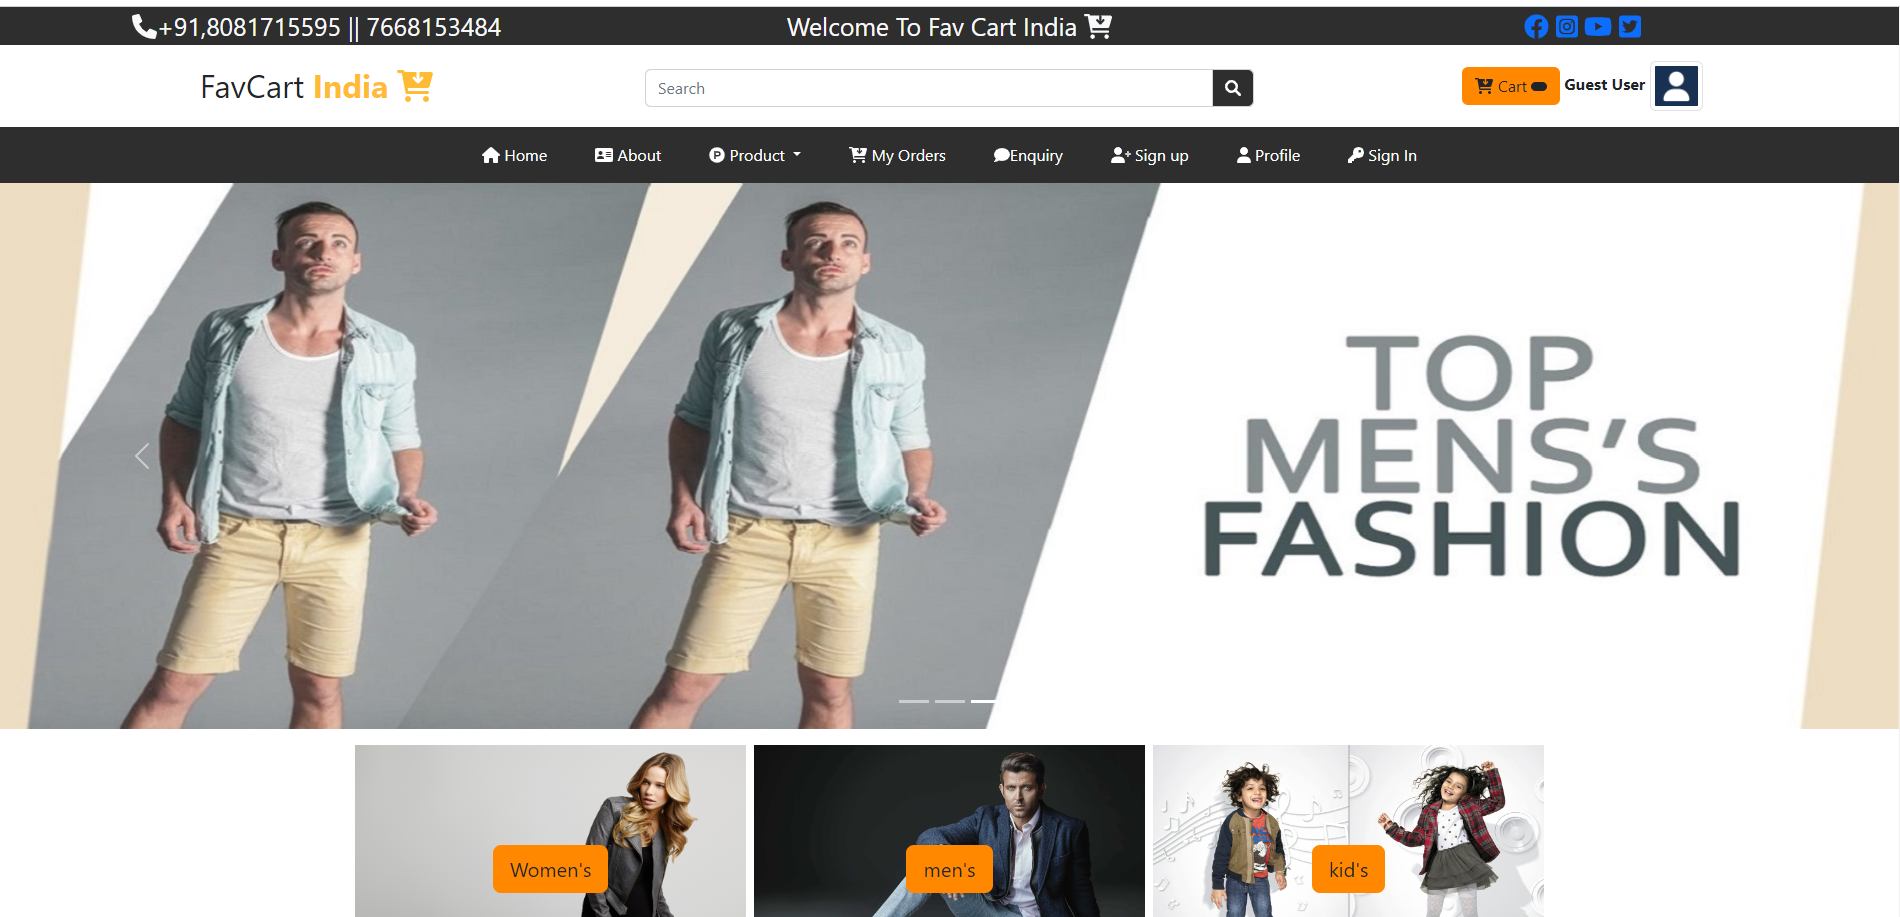 +91,8081715595 || 7668153484
Welcome To Fav Cart India
FavCart India
Search
Cart
Guest User
Home
About
Product
My Orders
Enquiry
Sign up
Profile
Sign In
TOP
MENS'S
FASHION
Women's
men's
kid's